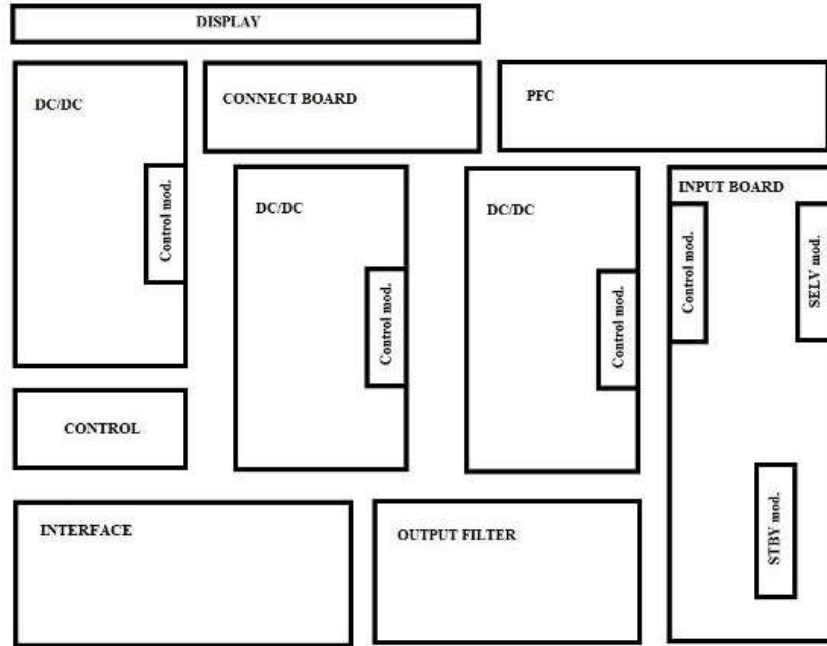 DISPLAY
DC/DC
CONNECT BOARD
PFC
Control mod.
DC/DC
Control mod.
DC/DC
Control mod.
INPUT BOARD
Control mod.
SELV mod.
STBY mod.
CONTROL
INTERFACE
OUTPUT FILTER